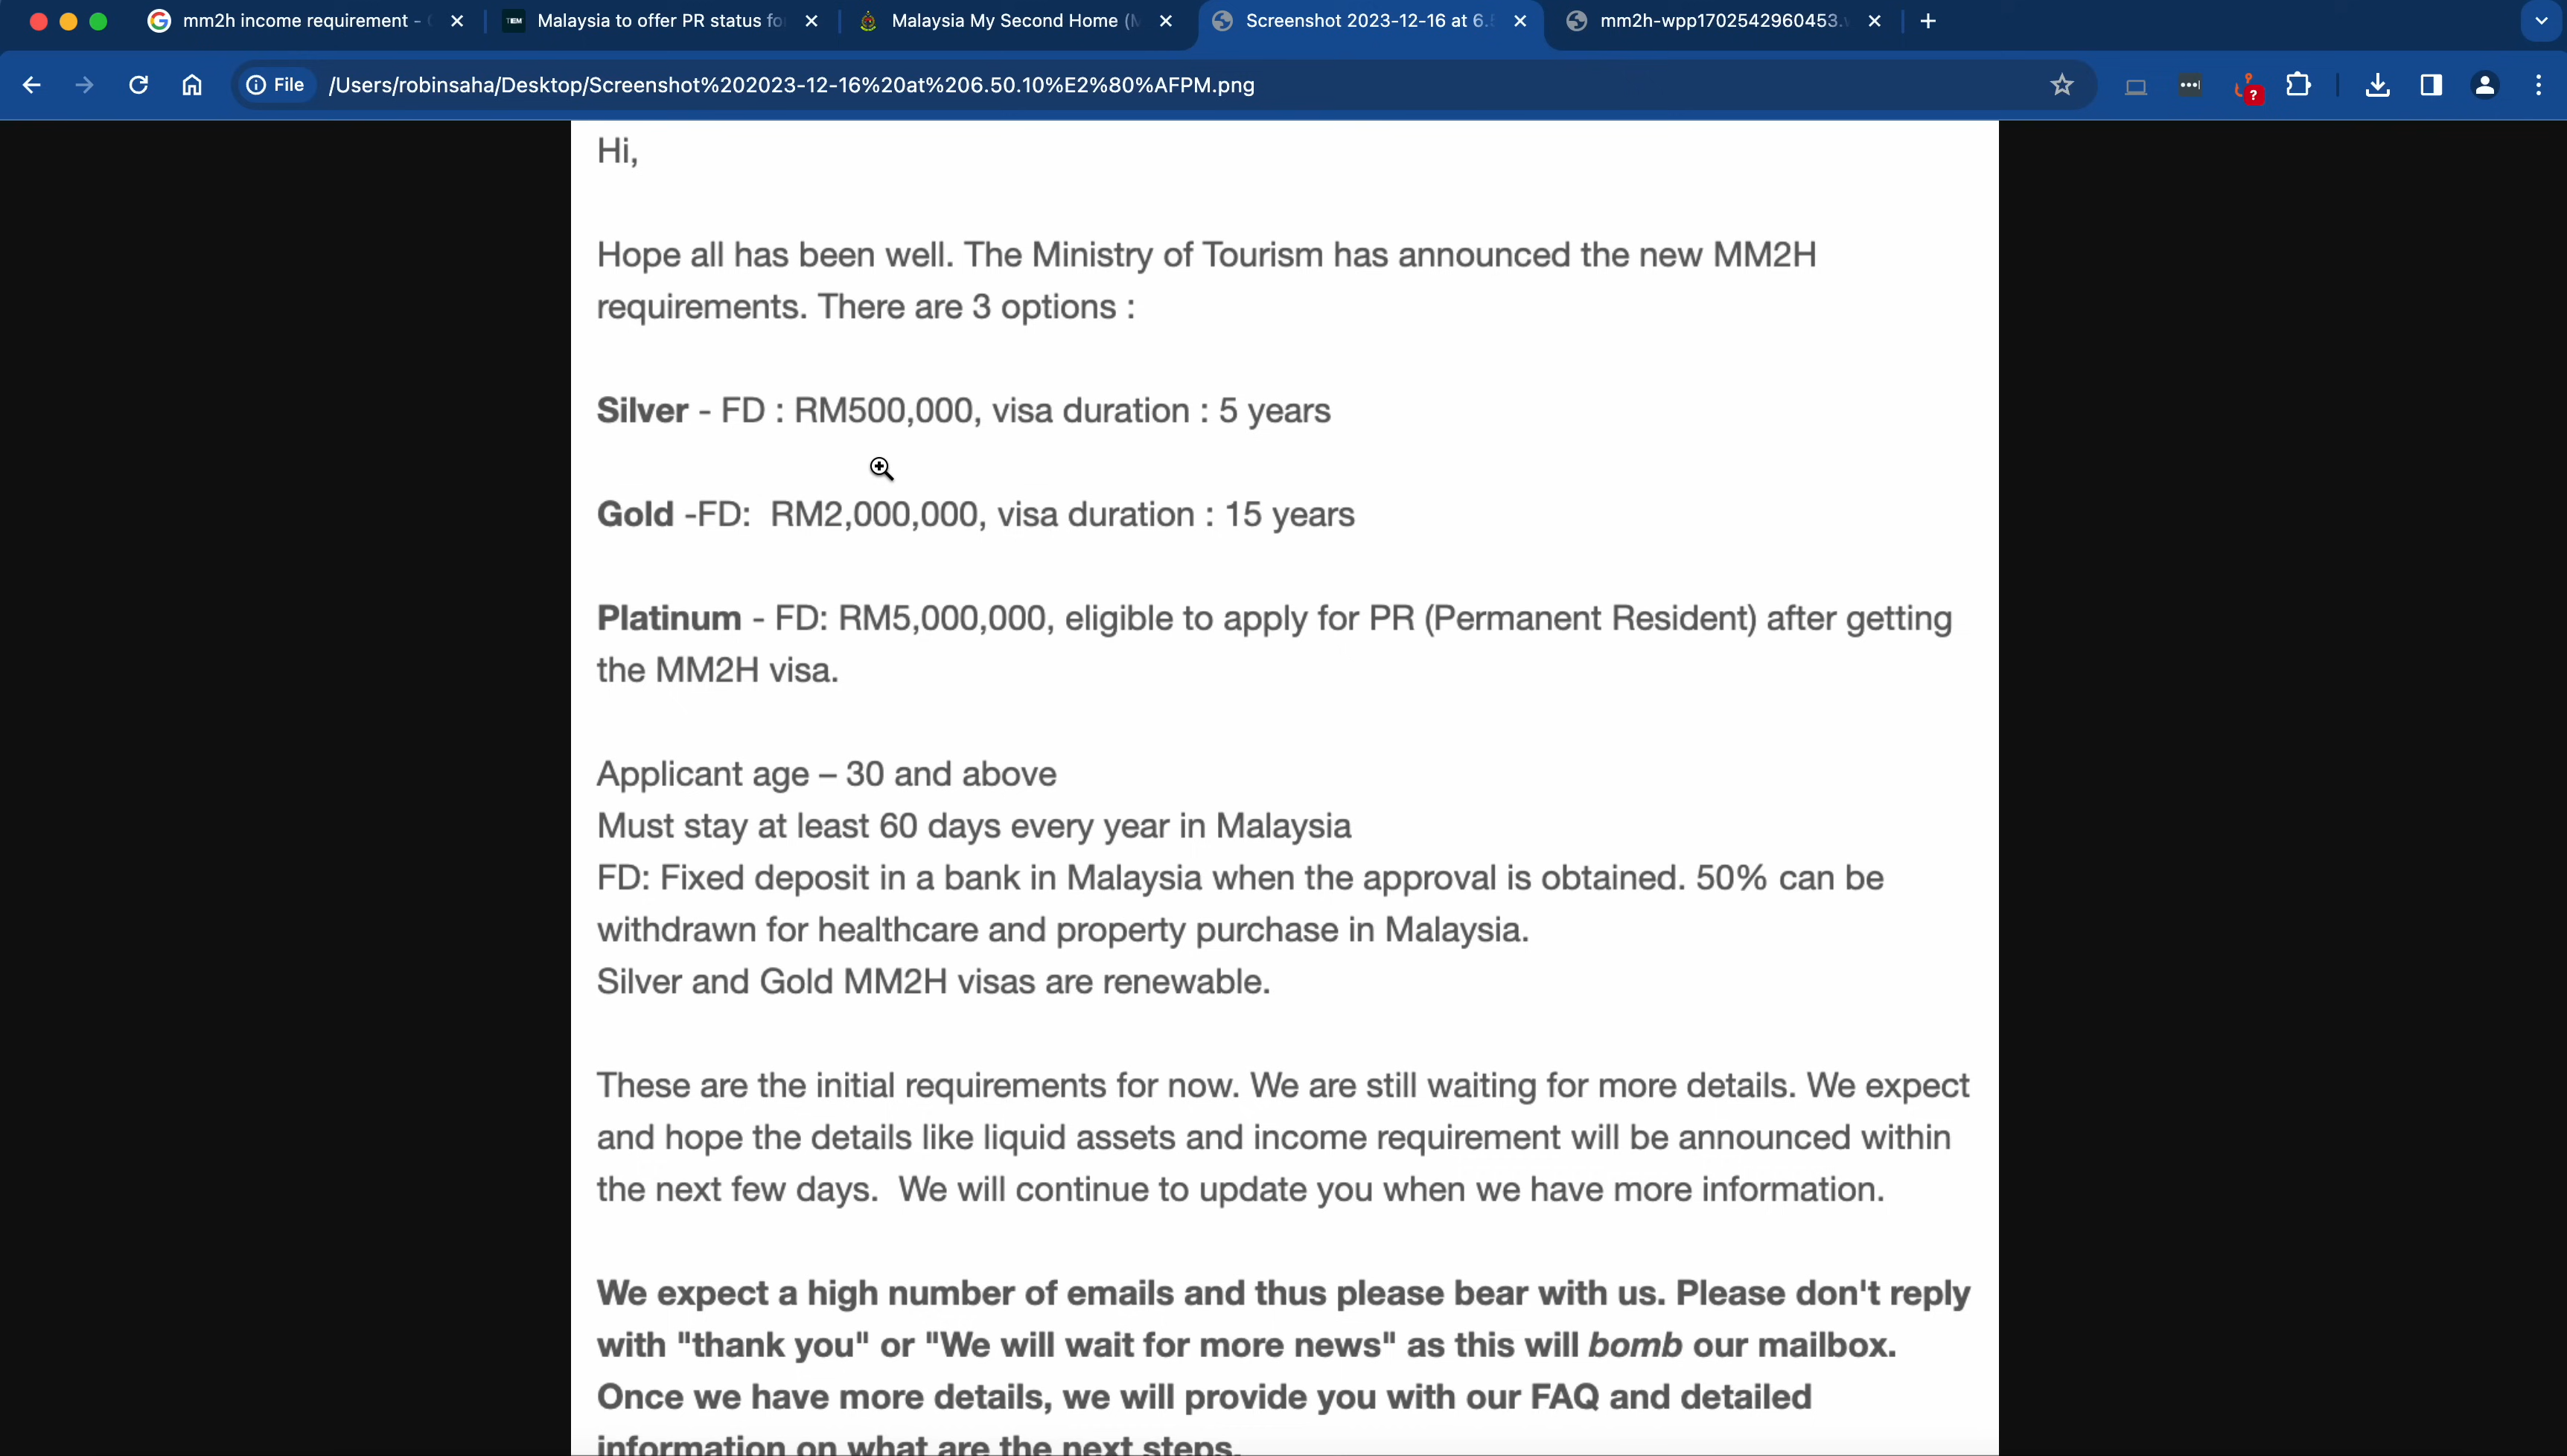 mm2h income requirement -
Malaysia to offer PR status fo
Malaysia My Second Home (
Screenshot 2023-12-16 at 6.
mm2h-wpp1702542960453.
File
/Users/robinsaha/Desktop/Screenshot%202023-12-16%20at%206.50.10%E2%80%AFPM.png
Hi,
Hope all has been well. The Ministry of Tourism has announced the new MM2H
requirements. There are 3 options :
Silver - FD : RM500,000, visa duration : 5 years
Gold -FD:  RM2,000,000, visa duration : 15 years
Platinum - FD: RM5,000,000, eligible to apply for PR (Permanent Resident) after getting
the MM2H visa.
Applicant age – 30 and above
Must stay at least 60 days every year in Malaysia
FD: Fixed deposit in a bank in Malaysia when the approval is obtained. 50% can be
withdrawn for healthcare and property purchase in Malaysia.
Silver and Gold MM2H visas are renewable.
These are the initial requirements for now. We are still waiting for more details. We expect
and hope the details like liquid assets and income requirement will be announced within
the next few days.  We will continue to update you when we have more information.
We expect a high number of emails and thus please bear with us. Please don't reply
with "thank you" or "We will wait for more news" as this will bomb our mailbox.
Once we have more details, we will provide you with our FAQ and detailed
information on what are the next steps.